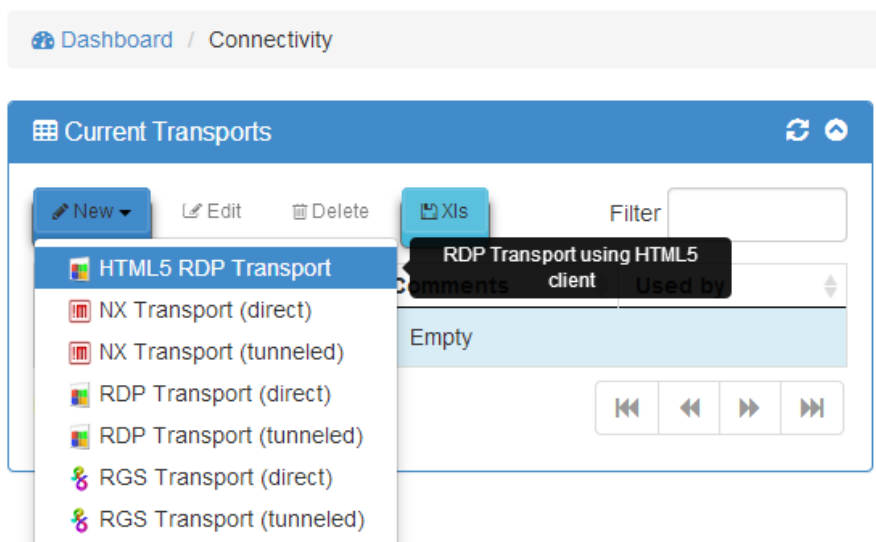 Dashboard / Connectivity
Current Transports
New Edit Delete Xls Filter
HTML5 RDP Transport
RDP Transport using HTML5
client
Comments Used by
NX Transport (direct)
Empty
NX Transport (tunneled)
RDP Transport (direct)
RDP Transport (tunneled)
RGS Transport (direct)
RGS Transport (tunneled)